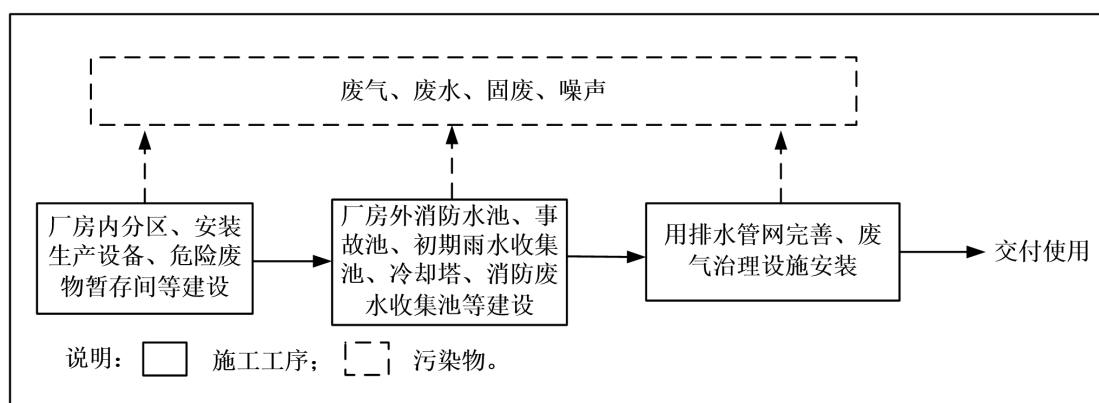 废气、废水、固废、噪声
厂房内分区、安装
生产设备、危险废
物暂存间等建设
厂房外消防水池、事
故池、初期雨水收集
池、冷却塔、消防废
水收集池等建设
用排水管网完善、废
气治理设施安装
交付使用
说明： 施工工序； 污染物。